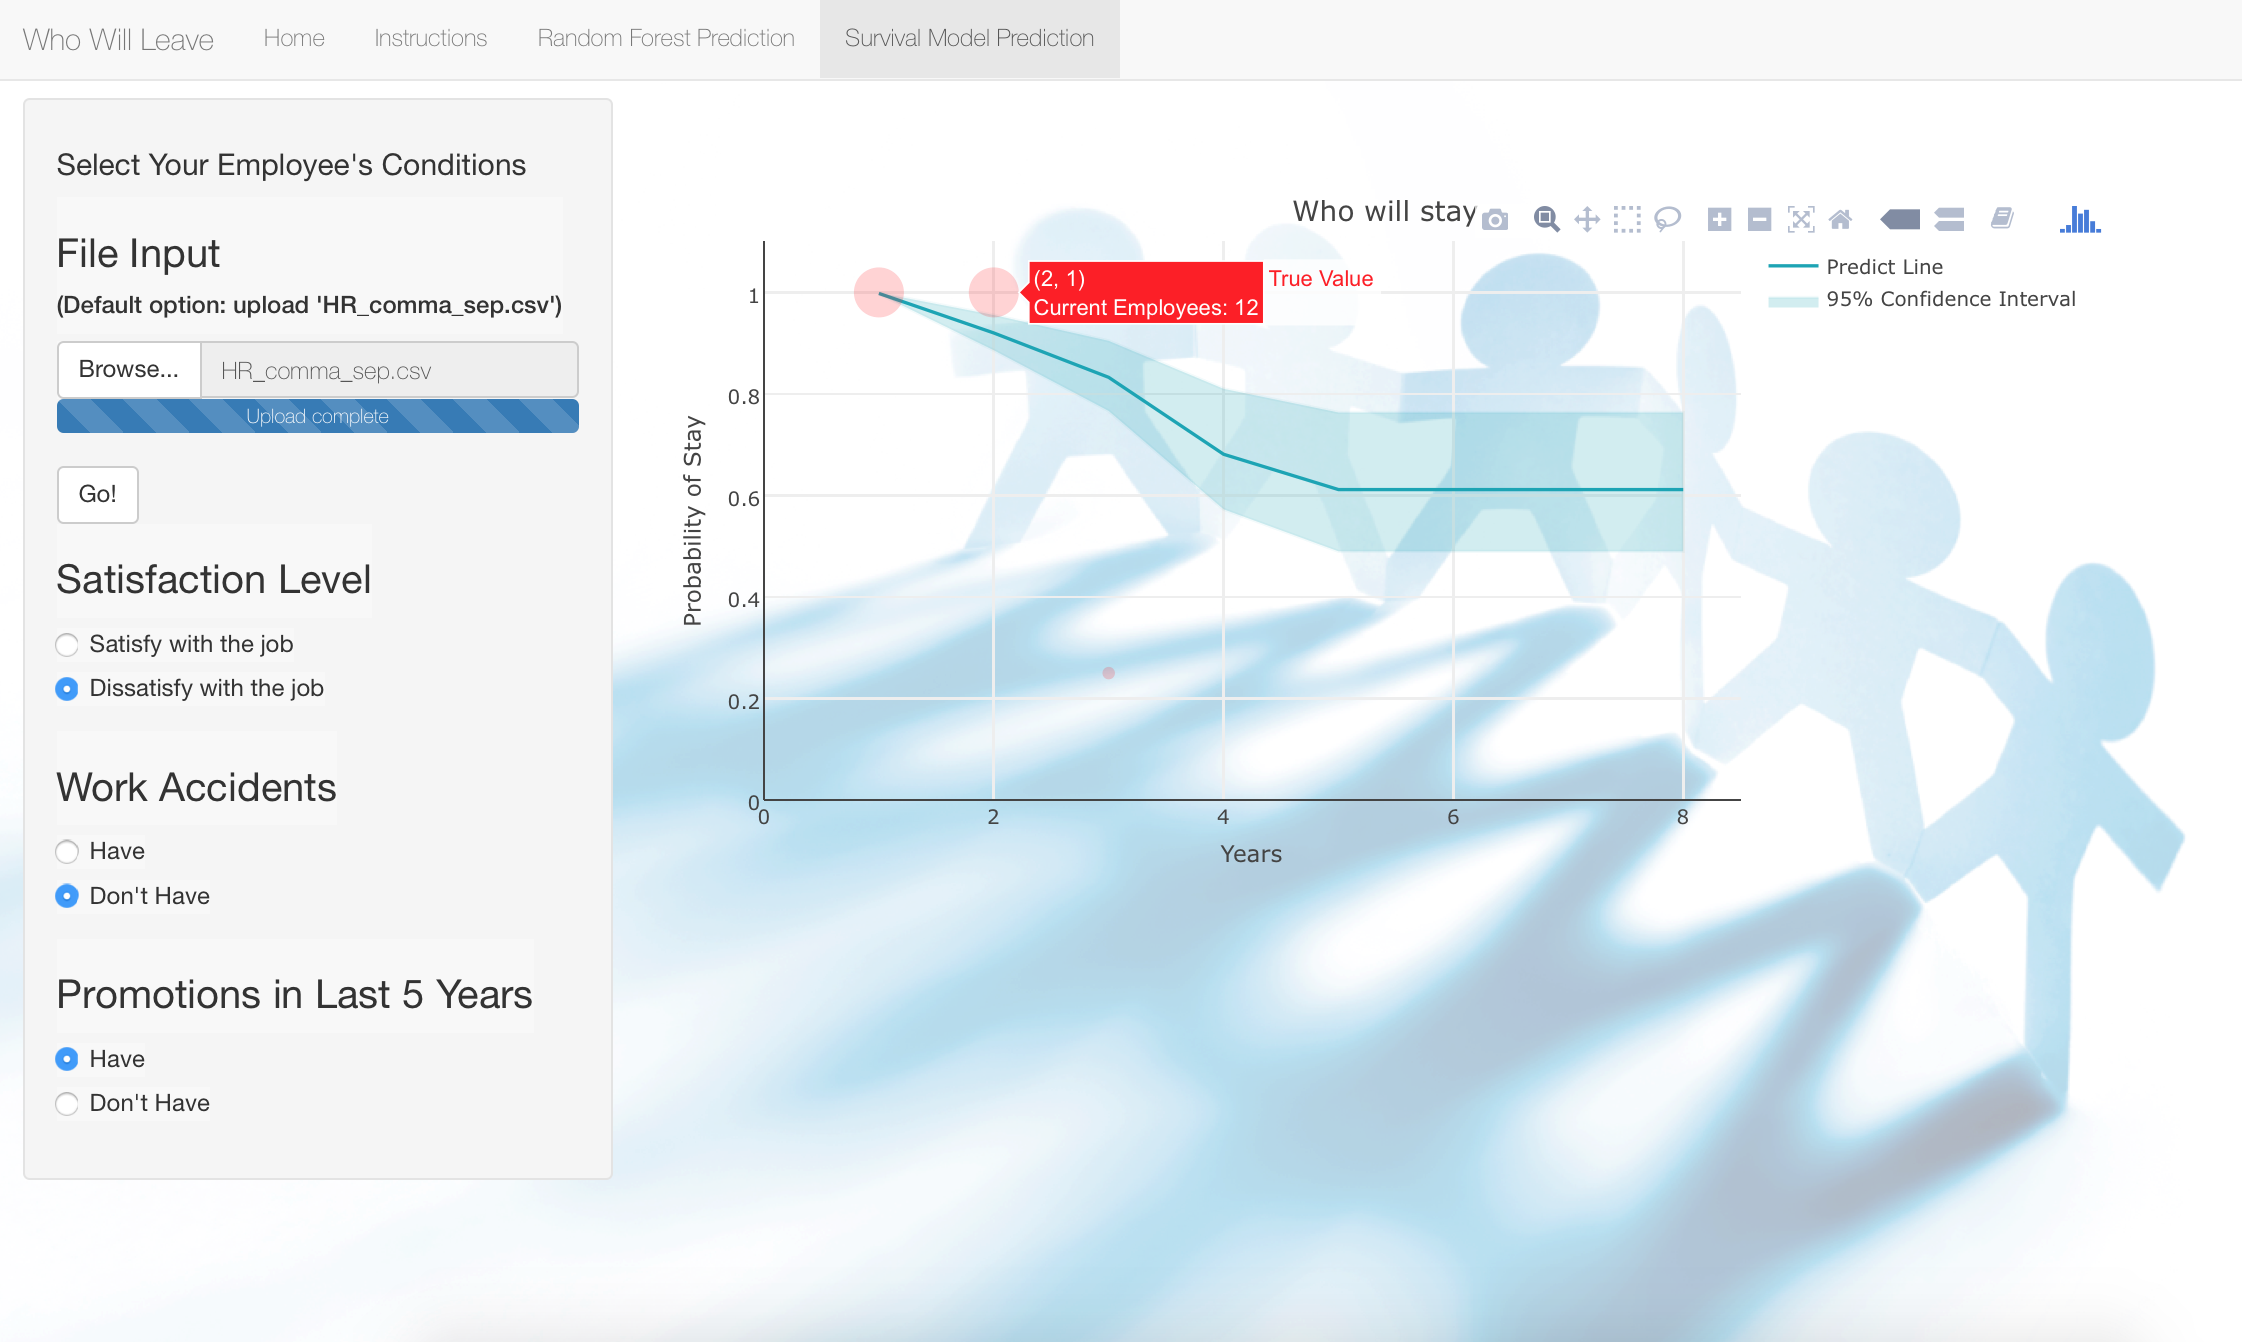 Who Will Leave Home Instructions Random Forest Prediction Survival Model Prediction
Select Your Employee's Conditions
File Input
(Default option: upload 'HR_comma_sep.csv')
Browse... HR_comma_sep.csv
Upload complete
Go!
Satisfaction Level
Satisfy with the job
Dissatisfy with the job
Work Accidents
Have
Don't Have
Promotions in Last 5 Years
Have
Don't Have
Who will stay
Predict Line
95% Confidence Interval
(2, 1)
Current Employees: 12
True Value
Probability of Stay
1
0.8
0.6
0.4
0.2
0
0 2 4 6 8
Years